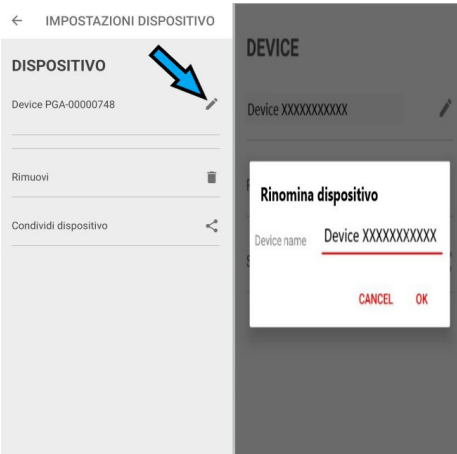 ← IMPOSTAZIONI DISPOSITIVO
DISPOSITIVO
Device PGA-00000748
Rimuovi
Condividi dispositivo
DEVICE
Device XXXXXXXXXXX
Rinomina dispositivo
Device name Device XXXXXXXXXXX
CANCEL OK